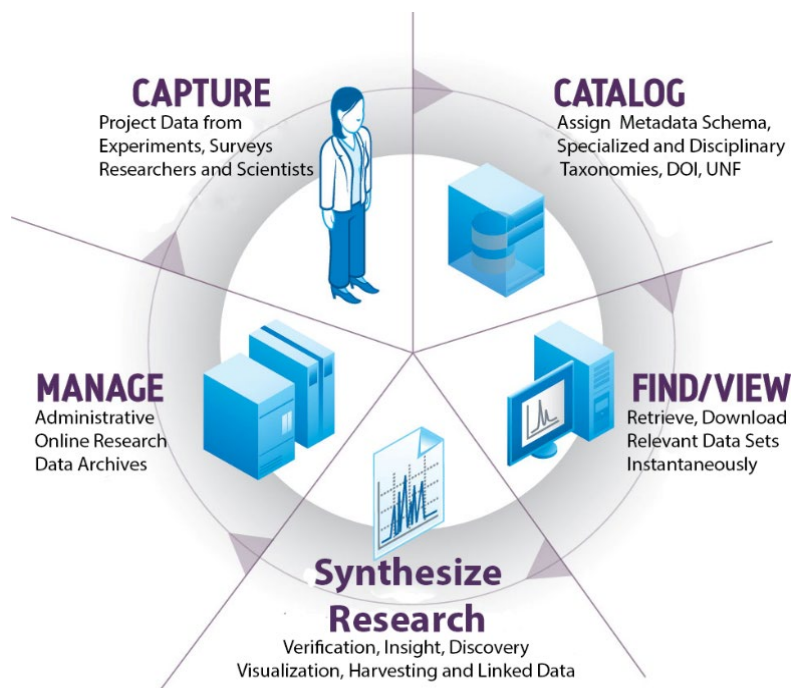 CAPTURE
Project Data from
Experiments, Surveys
Researchers and Scientists
CATALOG
Assign Metadata Schema,
Specialized and Disciplinary
Taxonomies, DOI, UNF
FIND/VIEW
Retrieve, Download
Relevant Data Sets
Instantaneously
Synthesize
Research
Verification, Insight, Discovery
Visualization, Harvesting and Linked Data
MANAGE
Administrative
Online Research
Data Archives